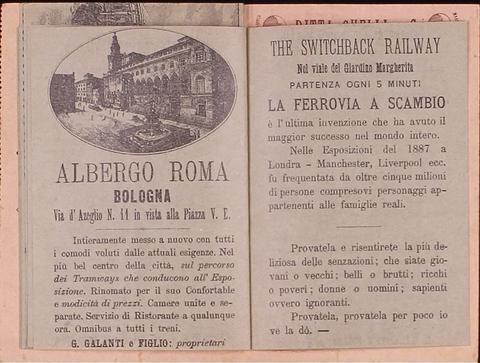 ALBERGO ROMA
BOLOGNA
Via d' Azeglio N. 41 in vista alla Piazza V. E.
Intieramente messo a nuovo con tutti
i comodi voluti dalle attuali esigenze. Nel
più bel centro della città, sul percorso
dei Tramways che conducono all' Espo-
sizione. Rinomato per il suo Confortable
e modicità di prezzi. Camere unite e se-
parate. Servizio di Ristorante a qualunque
ora. Omnibus a tutti i treni.
G. GALANTI e FIGLIO: proprietari
THE SWITCHBACK RAILWAY
Nel viale del Giardino Margherita
PARTENZA OGNI 5 MINUTI
LA FERROVIA A SCAMBIO
è l'ultima invenzione che ha avuto il
maggior successo nel mondo intero.
Nelle Esposizioni del 1887 a
Londra - Manchester, Liverpool ecc.
fu frequentata da oltre cinque milioni
di persone compresovi personaggi ap-
partenenti alle famiglie reali.
Provatela e risentirete la più de-
liziosa delle sensazioni; che siate gio-
vani o vecchi; belli o brutti; ricchi
o poveri; donne o uomini; sapienti
ovvero ignoranti.
Provatela, provatela per poco io
ve la dò. —